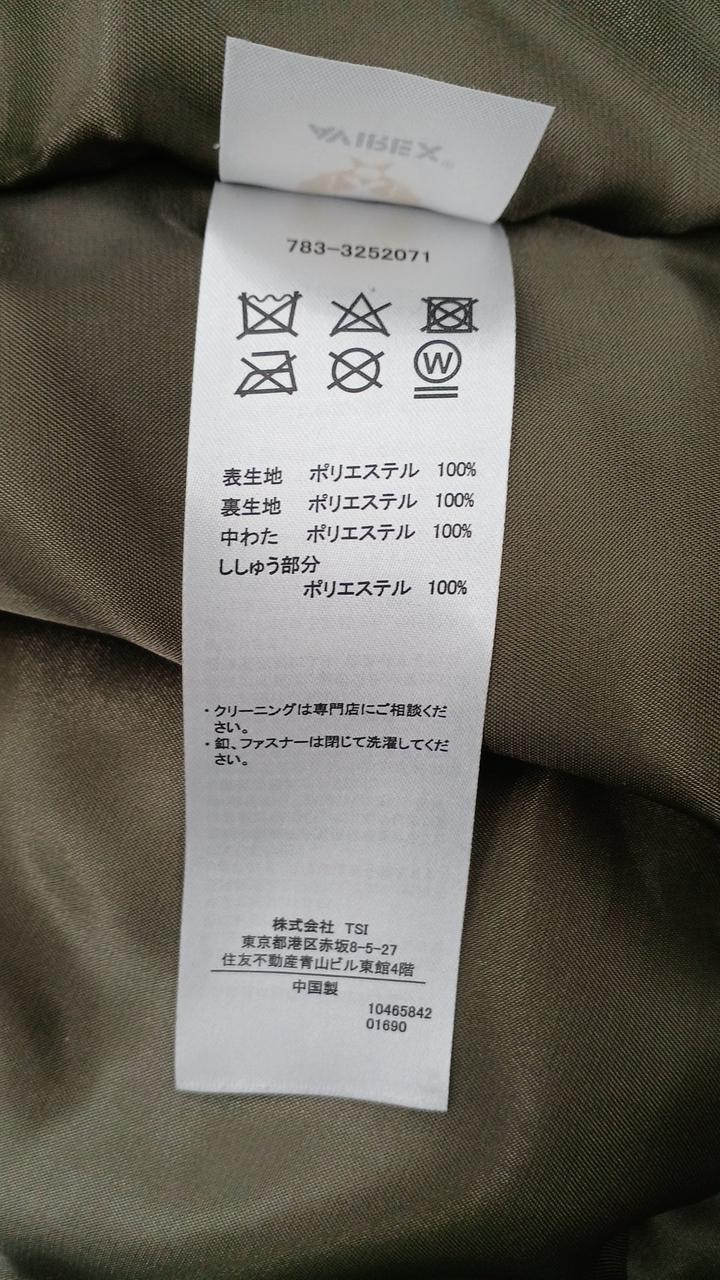 AVIREX®
783-3252071
W
表生地 ポリエステル 100%
裏生地 ポリエステル 100%
中わた ポリエステル 100%
ししゅう部分
ポリエステル 100%
・クリーニングは専門店にご相談くだ
さい。
・釦、ファスナーは閉じて洗濯してくだ
さい。
株式会社 TSI
東京都港区赤坂8-5-27
住友不動産青山ビル東館4階
中国製
10465842
01690